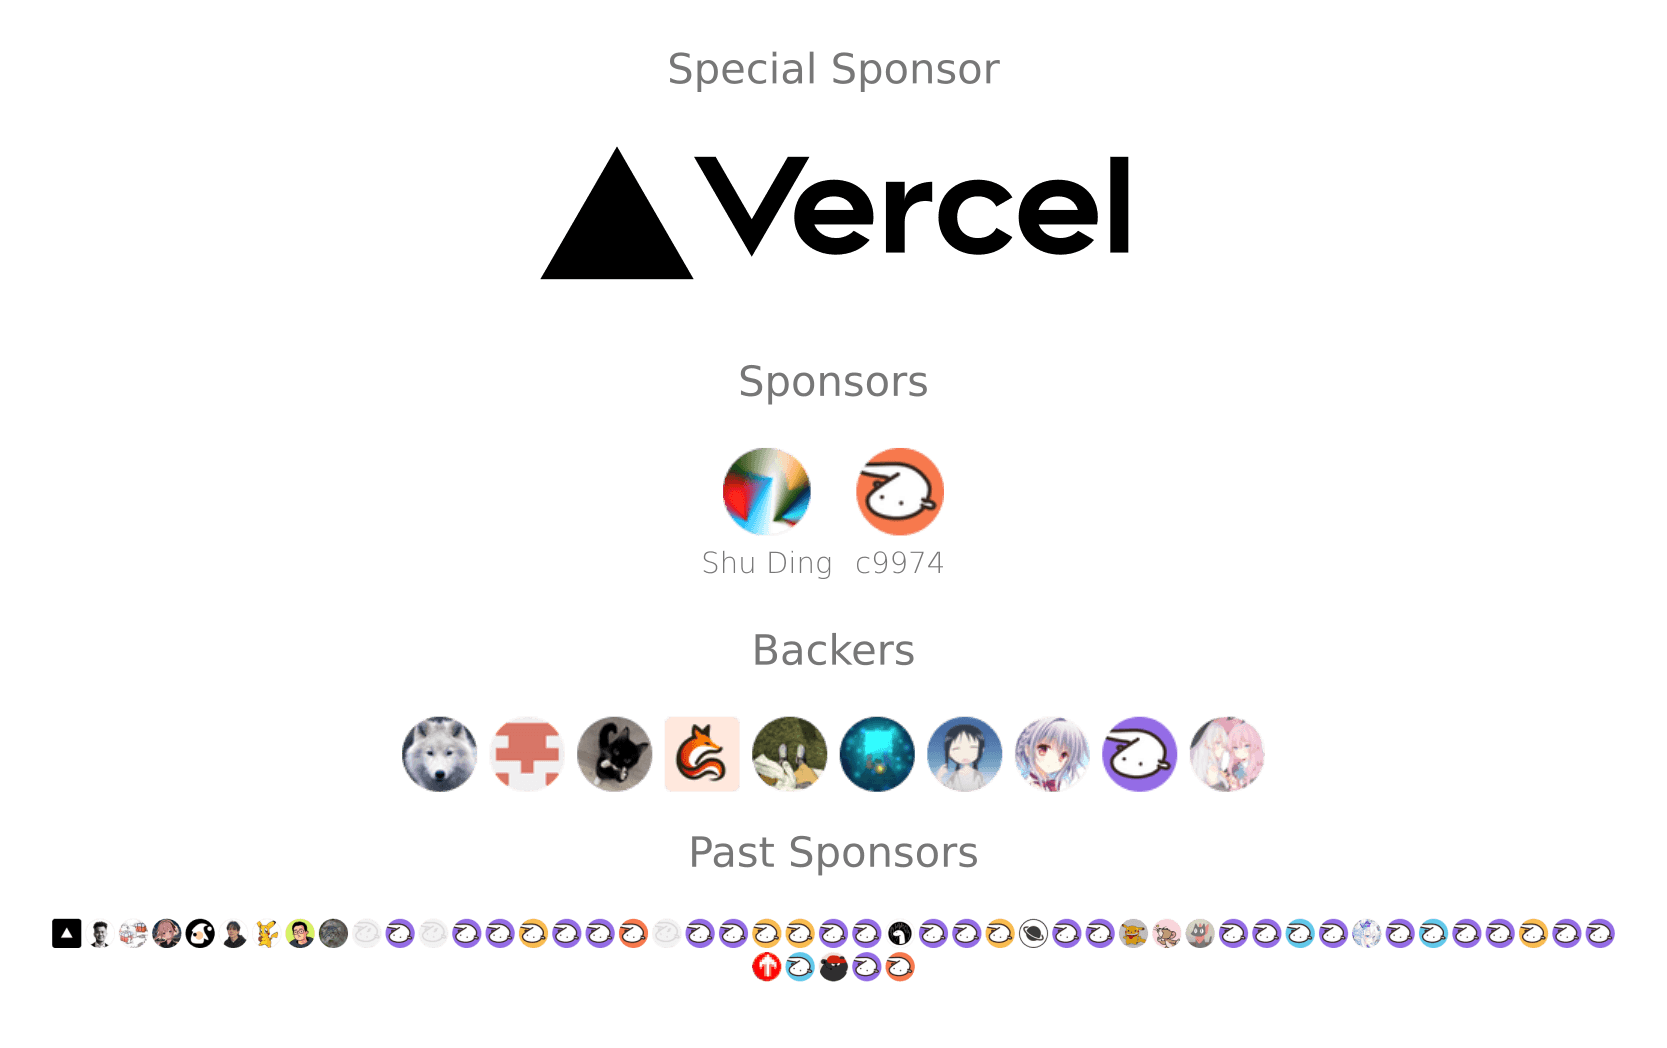 Special Sponsor
Vercel
Sponsors
Shu Ding c9974
Backers
Past Sponsors